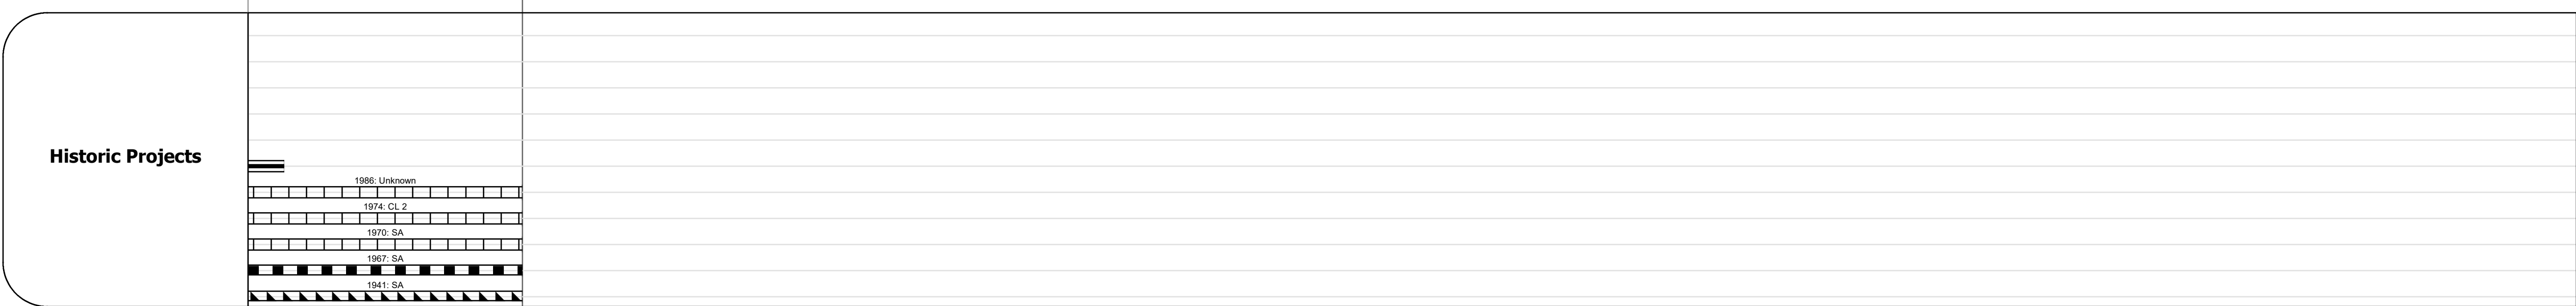 Historic Projects
1986: Unknown
1974: CL 2
1970: SA
1967: SA
1941: SA